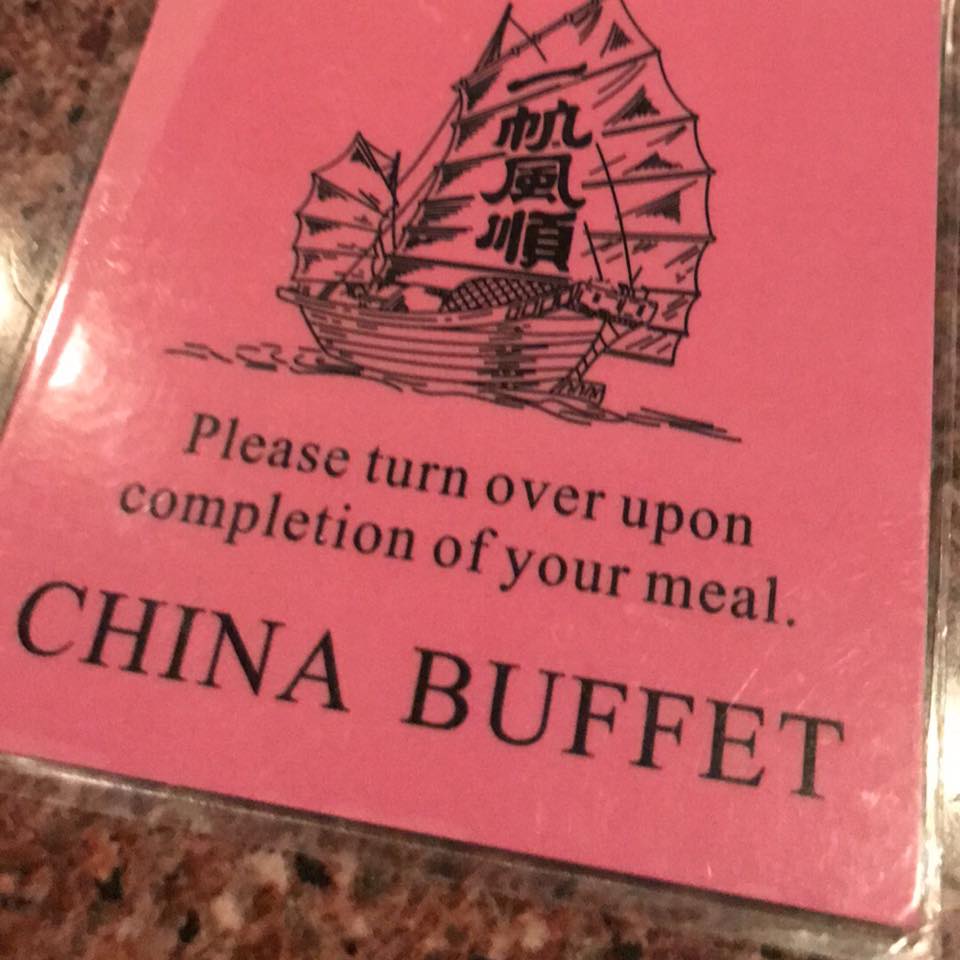 一帆風順
Please turn over upon
completion of your meal.
CHINA BUFFET